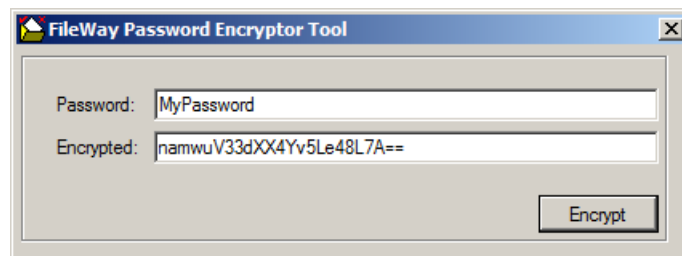 FileWay Password Encryptor Tool
Password: MyPassword
Encrypted: namwuV33dXX4Yv5Le48L7A==
Encrypt